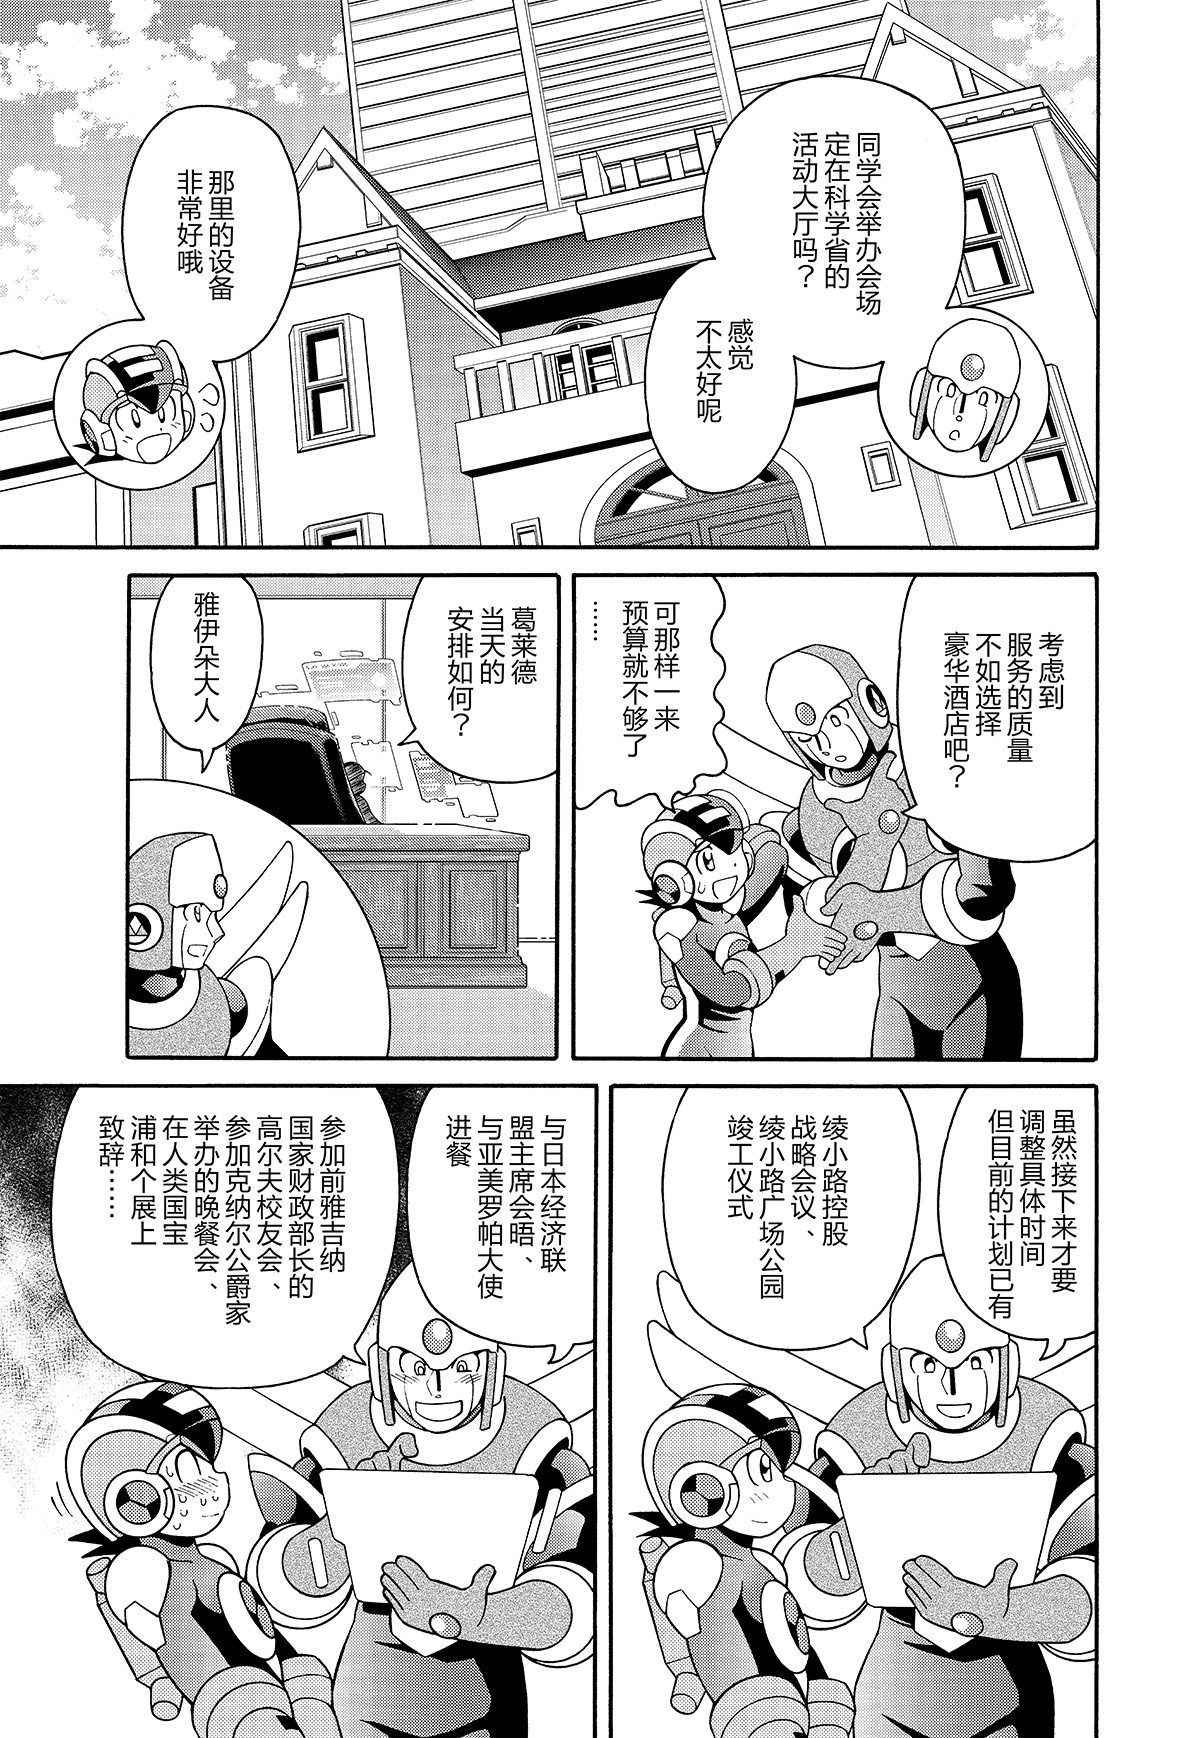 同学会举办会场
定在科学省的
活动大厅吗？
感觉
不太好呢
那里的设备
非常好哦
考虑到
服务的质量
不如选择
豪华酒店吧？
可那样一来
预算就不够了
……
葛莱德
当天的
安排如何？
雅伊朵大人
虽然接下来才要
调整具体时间
但目前的计划已有
绫小路控股
战略会议、
绫小路广场公园
竣工仪式
与日本经济联
盟主席会晤、
与亚美罗帕大使
进餐
参加前雅吉纳
国家财政部长的
高尔夫校友会、
参加克纳尔公爵家
举办的晚餐会、
在人类国宝
浦和个展上
致辞……